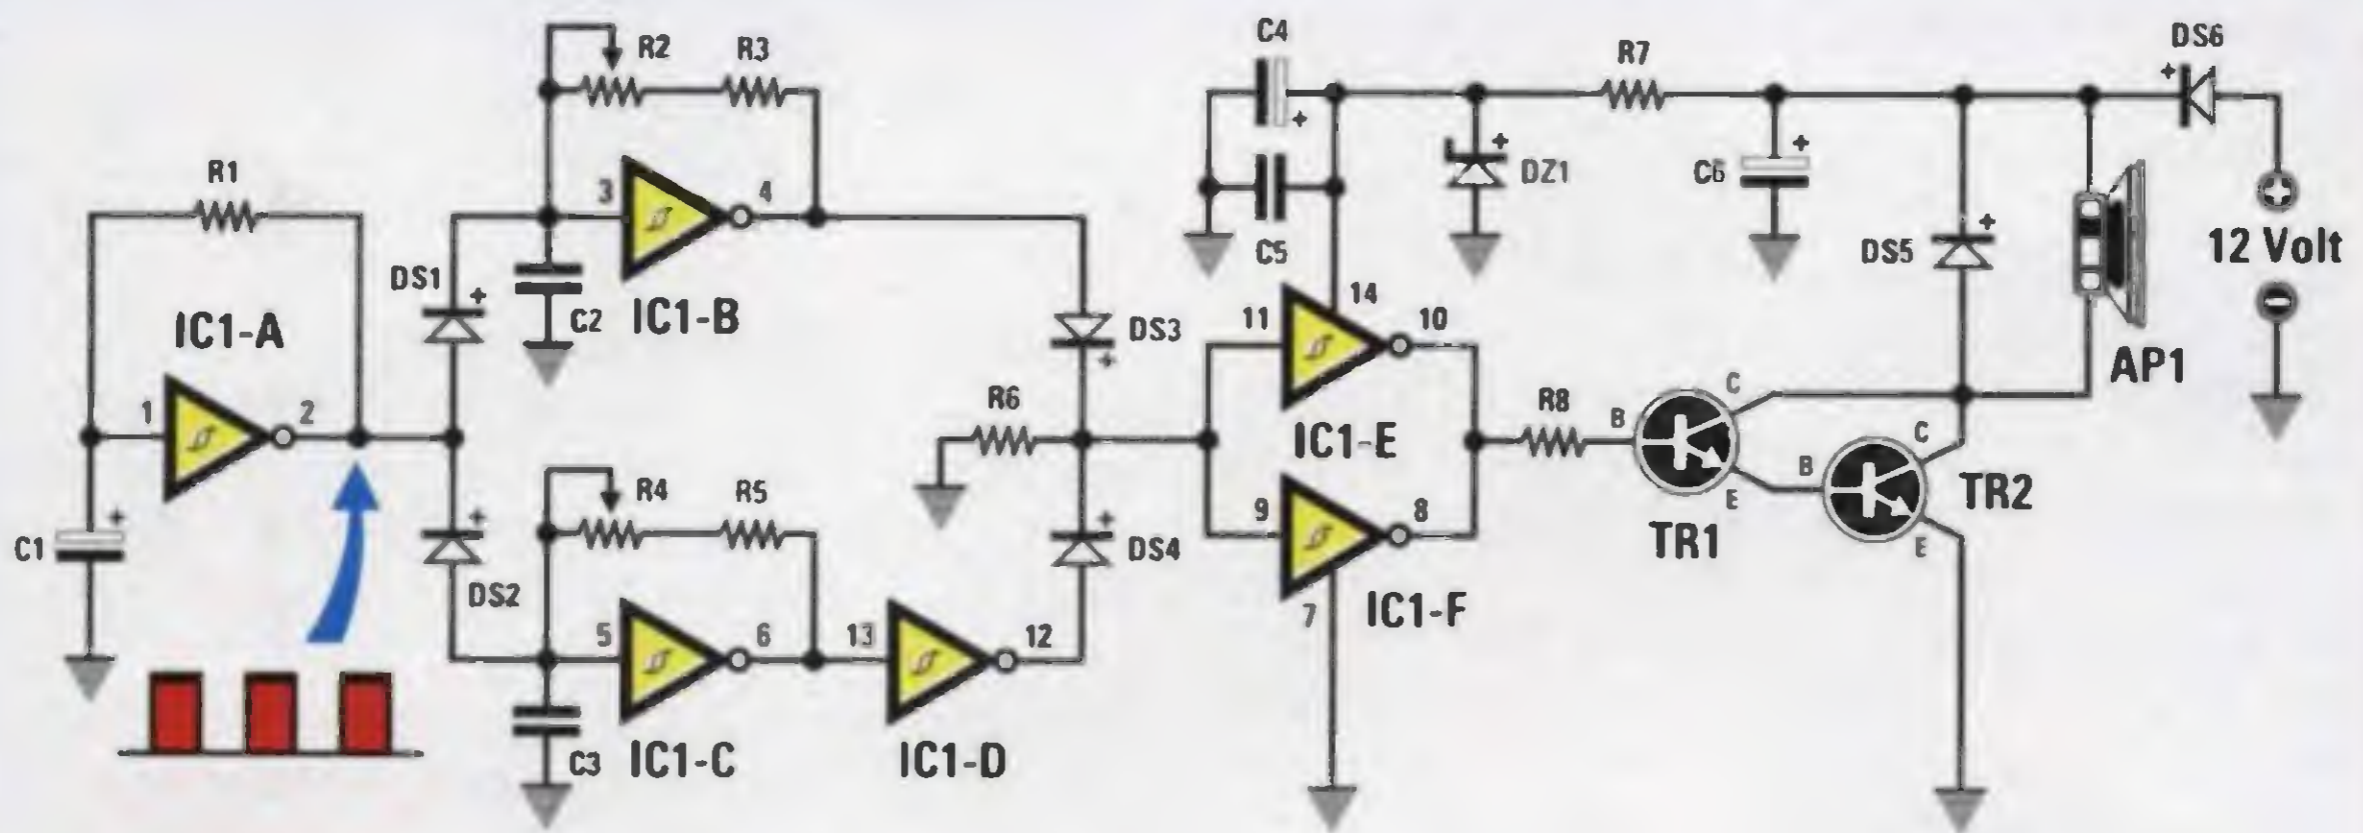 C4
DS6
R2
R3
R7
C6
DZ1
R1
3
4
12 Volt
C5
DS5
DS1
C2
IC1-B
IC1-A
DS3
14
11
10
AP1
1
2
R6
R8
C
B
IC1-E
C
B
TR2
E
TR1
E
R4
R5
9
8
DS4
C1
DS2
7
IC1-F
5
6
13
12
C3
IC1-C
IC1-D
+
+
+
+
+
+
+
+
+
+
+
-